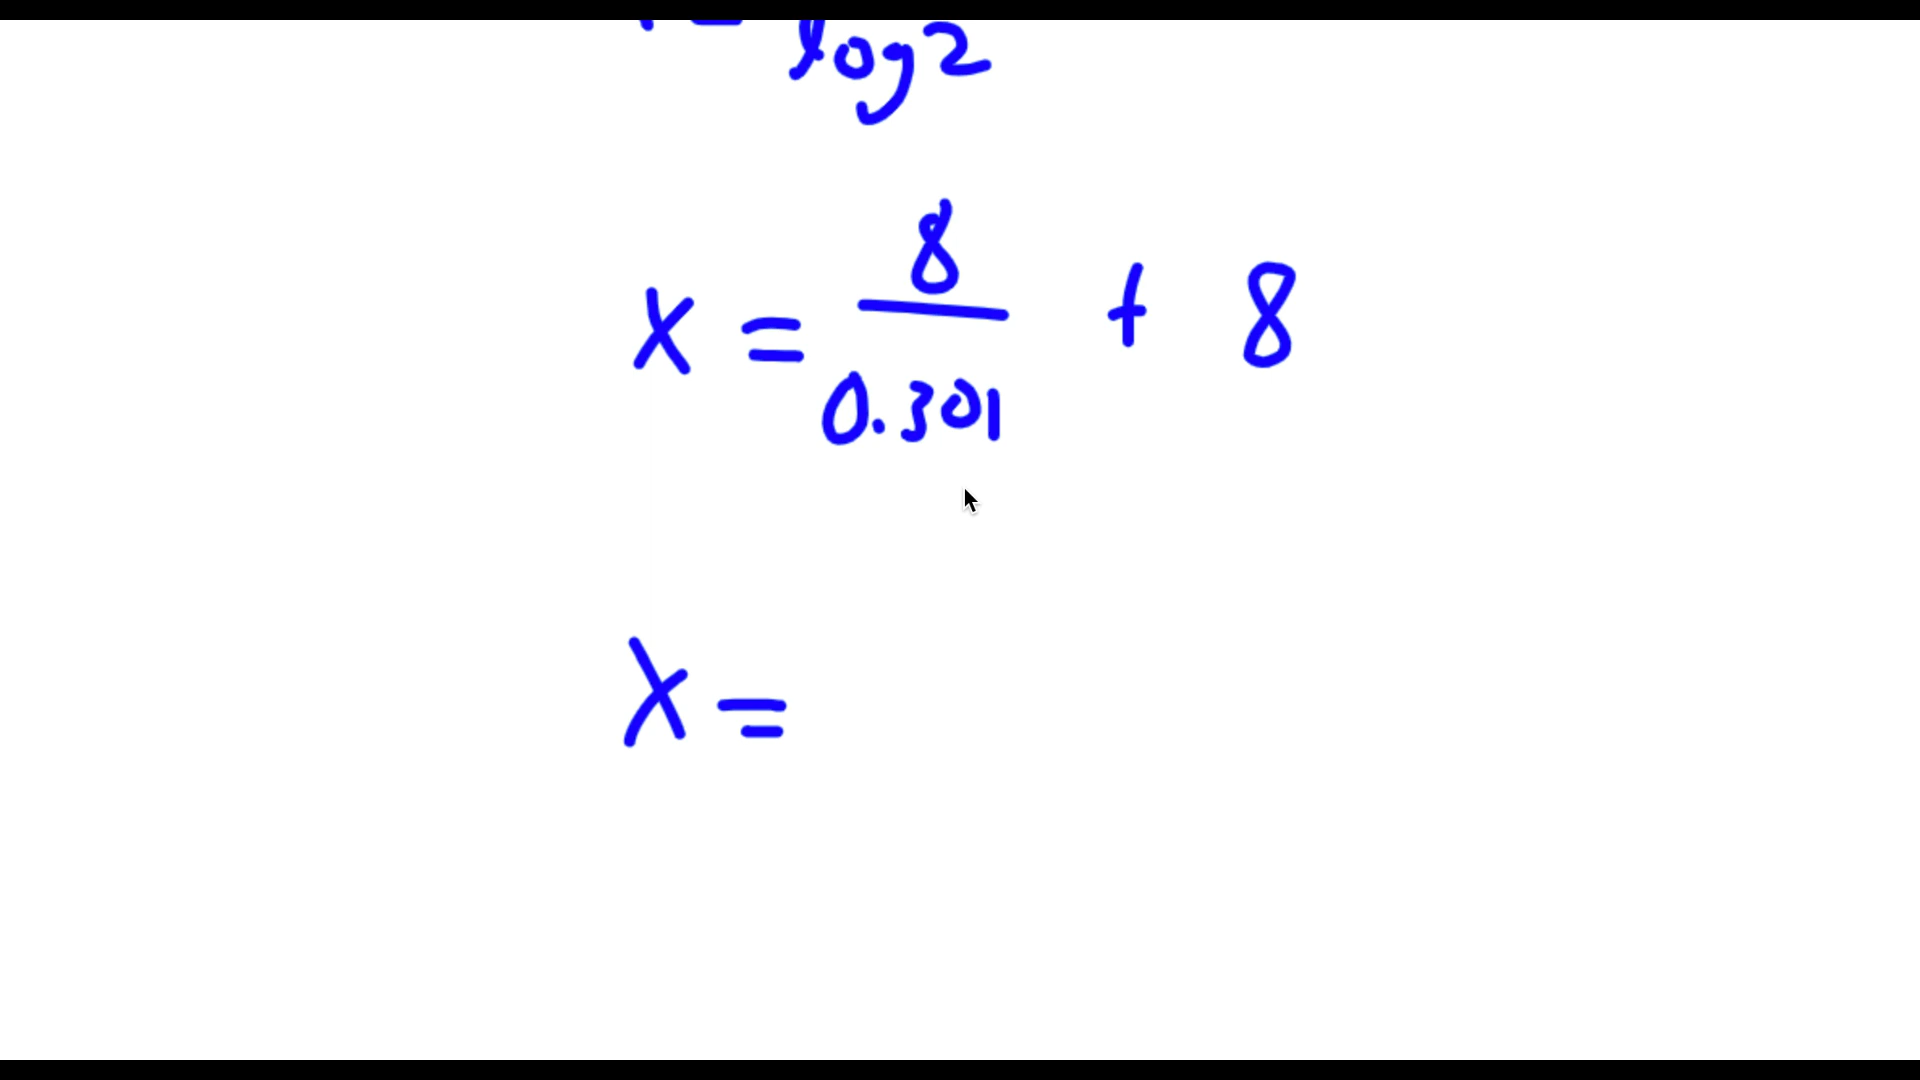 = log2
x = 8/0.301 + 8
x =